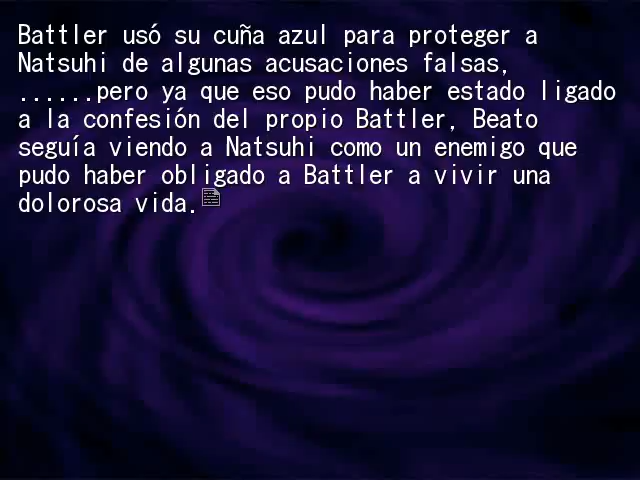 Battler usó su cuña azul para proteger a
Natsuhi de algunas acusaciones falsas,
......pero ya que eso pudo haber estado ligado
a la confesión del propio Battler, Beato
seguía viendo a Natsuhi como un enemigo que
pudo haber obligado a Battler a vivir una
dolorosa vida.